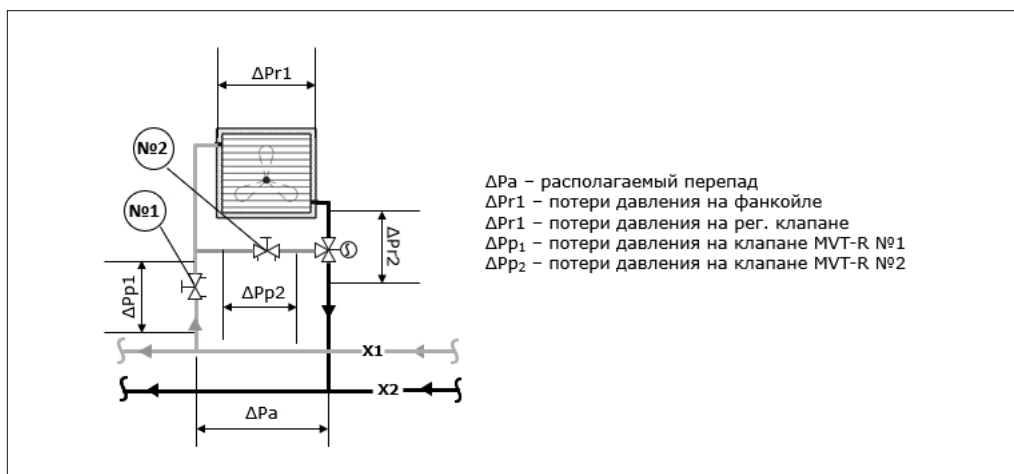 ΔPr1
№2
№1
ΔPr2
ΔPp1
ΔPp2
X1
X2
ΔPa
ΔPa – располагаемый перепад
ΔPr1 – потери давления на фанкойле
ΔPr1 – потери давления на рег. клапане
ΔPp₁ – потери давления на клапане MVT-R №1
ΔPp₂ – потери давления на клапане MVT-R №2